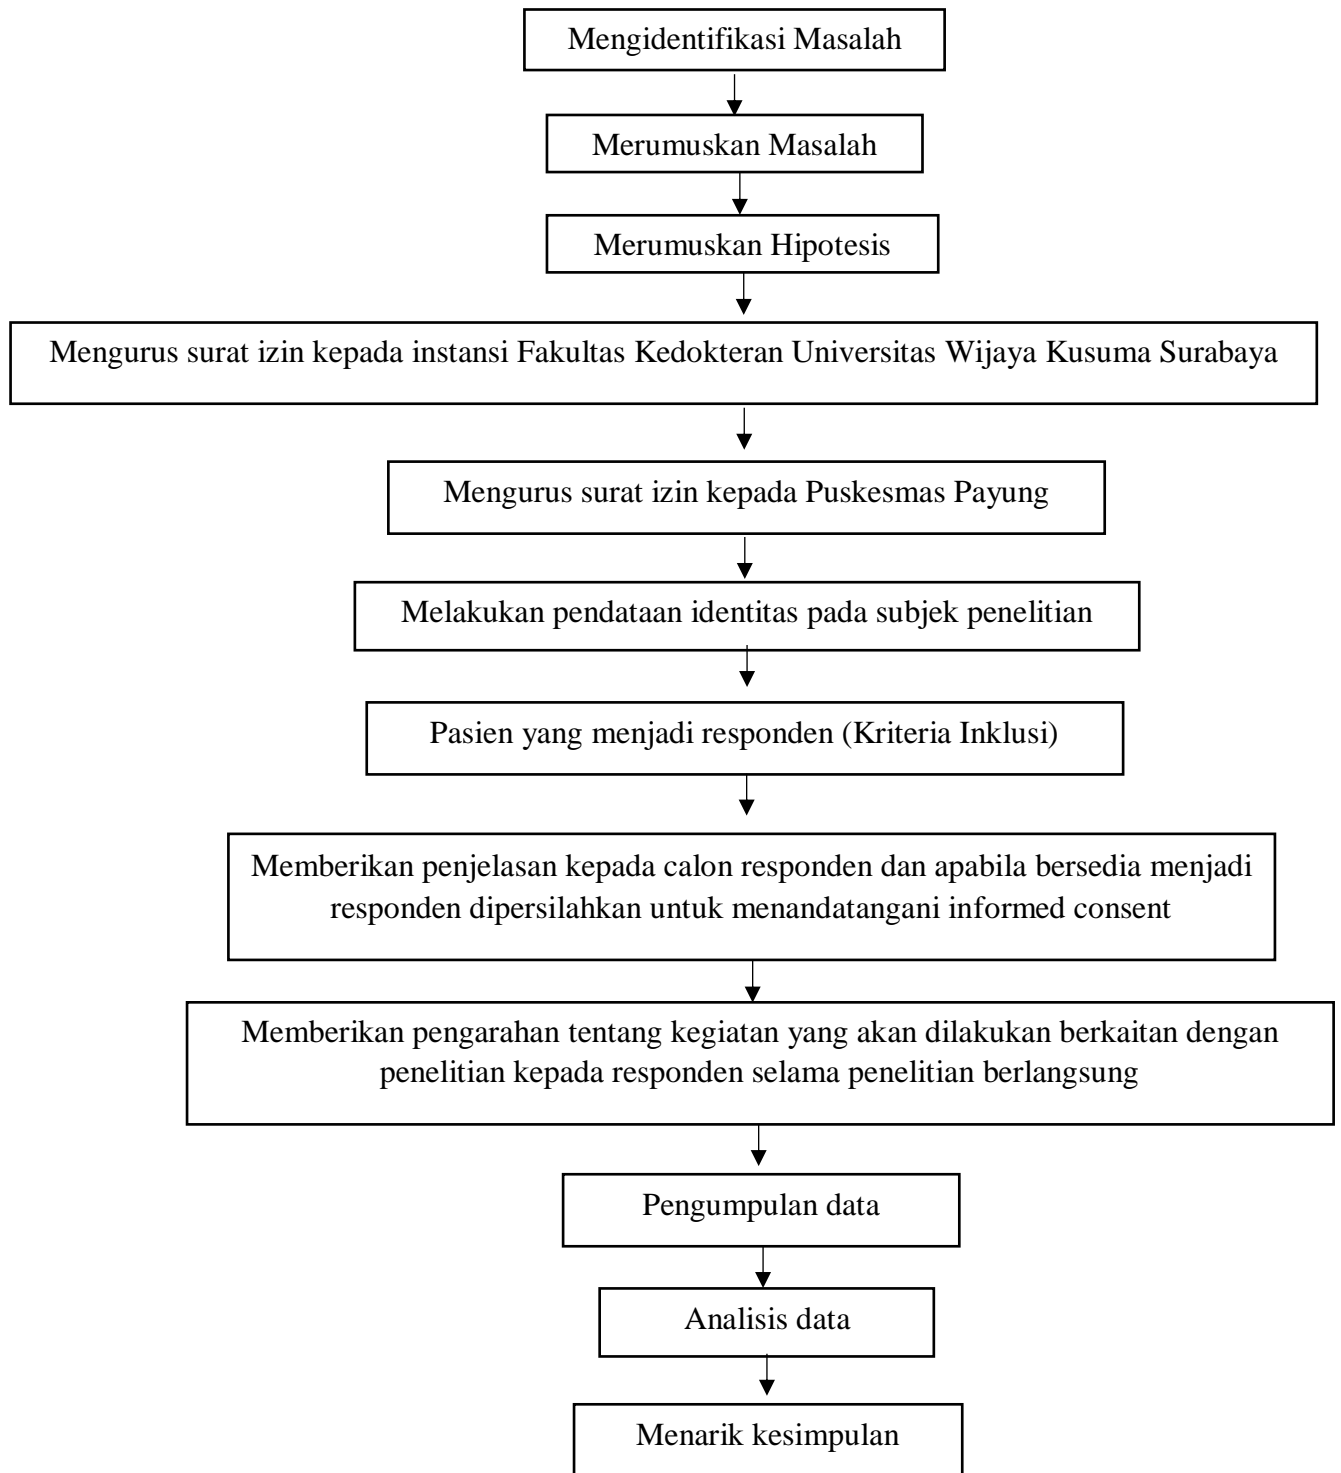 Mengidentifikasi Masalah
Merumuskan Masalah
Merumuskan Hipotesis
Mengurus surat izin kepada instansi Fakultas Kedokteran Universitas Wijaya Kusuma Surabaya
Mengurus surat izin kepada Puskesmas Payung
Melakukan pendataan identitas pada subjek penelitian
Pasien yang menjadi responden (Kriteria Inklusi)
Memberikan penjelasan kepada calon responden dan apabila bersedia menjadi
responden dipersilahkan untuk menandatangani informed consent
Memberikan pengarahan tentang kegiatan yang akan dilakukan berkaitan dengan
penelitian kepada responden selama penelitian berlangsung
Pengumpulan data
Analisis data
Menarik kesimpulan